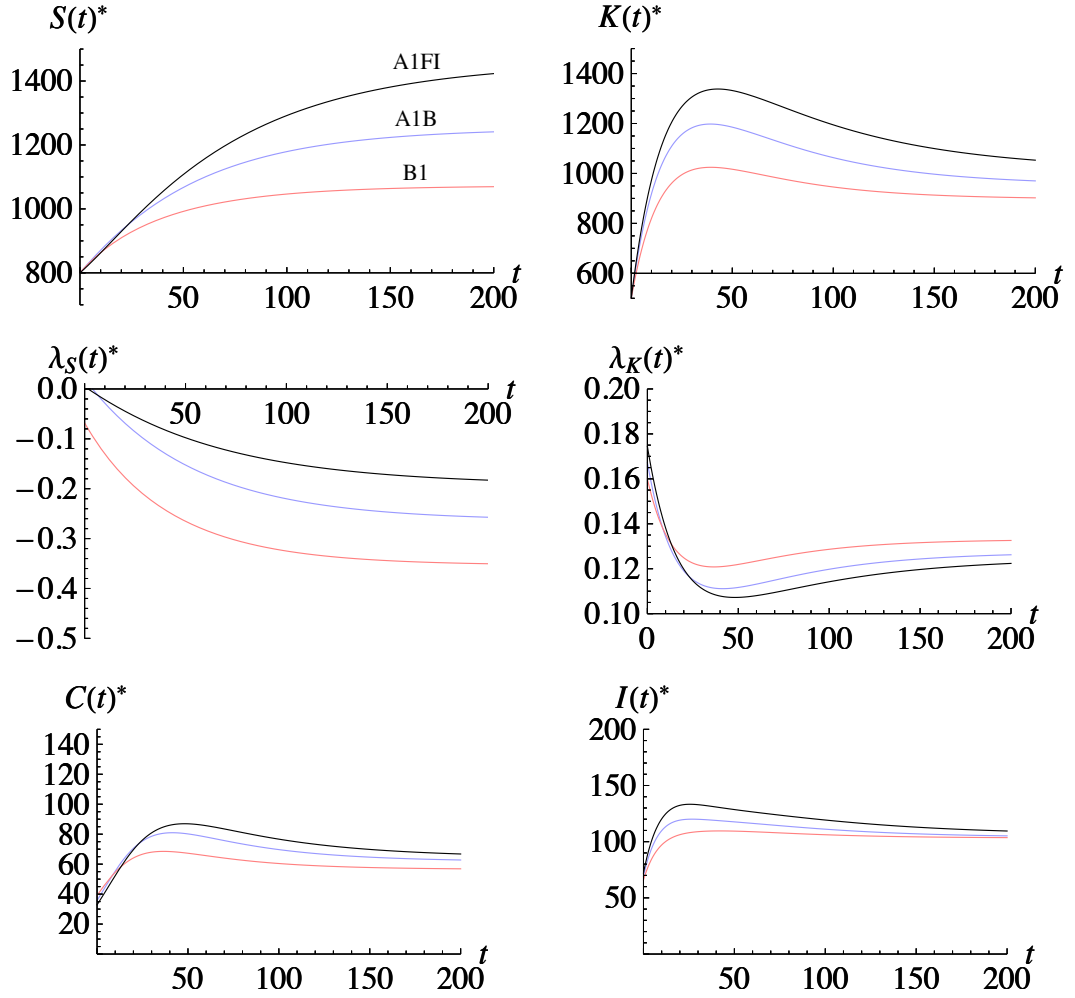 S(t)*
1400
1200
1000
800
A1FI
A1B
B1
50 100 150 200
t
K(t)*
1400
1200
1000
800
600
50 100 150 200
t
λS(t)*
0.0
−0.1
−0.2
−0.3
−0.4
−0.5
50 100 150 200
t
λK(t)*
0.20
0.18
0.16
0.14
0.12
0.10
0 50 100 150 200
t
C(t)*
140
120
100
80
60
40
20
50 100 150 200
t
I(t)*
200
150
100
50
50 100 150 200
t